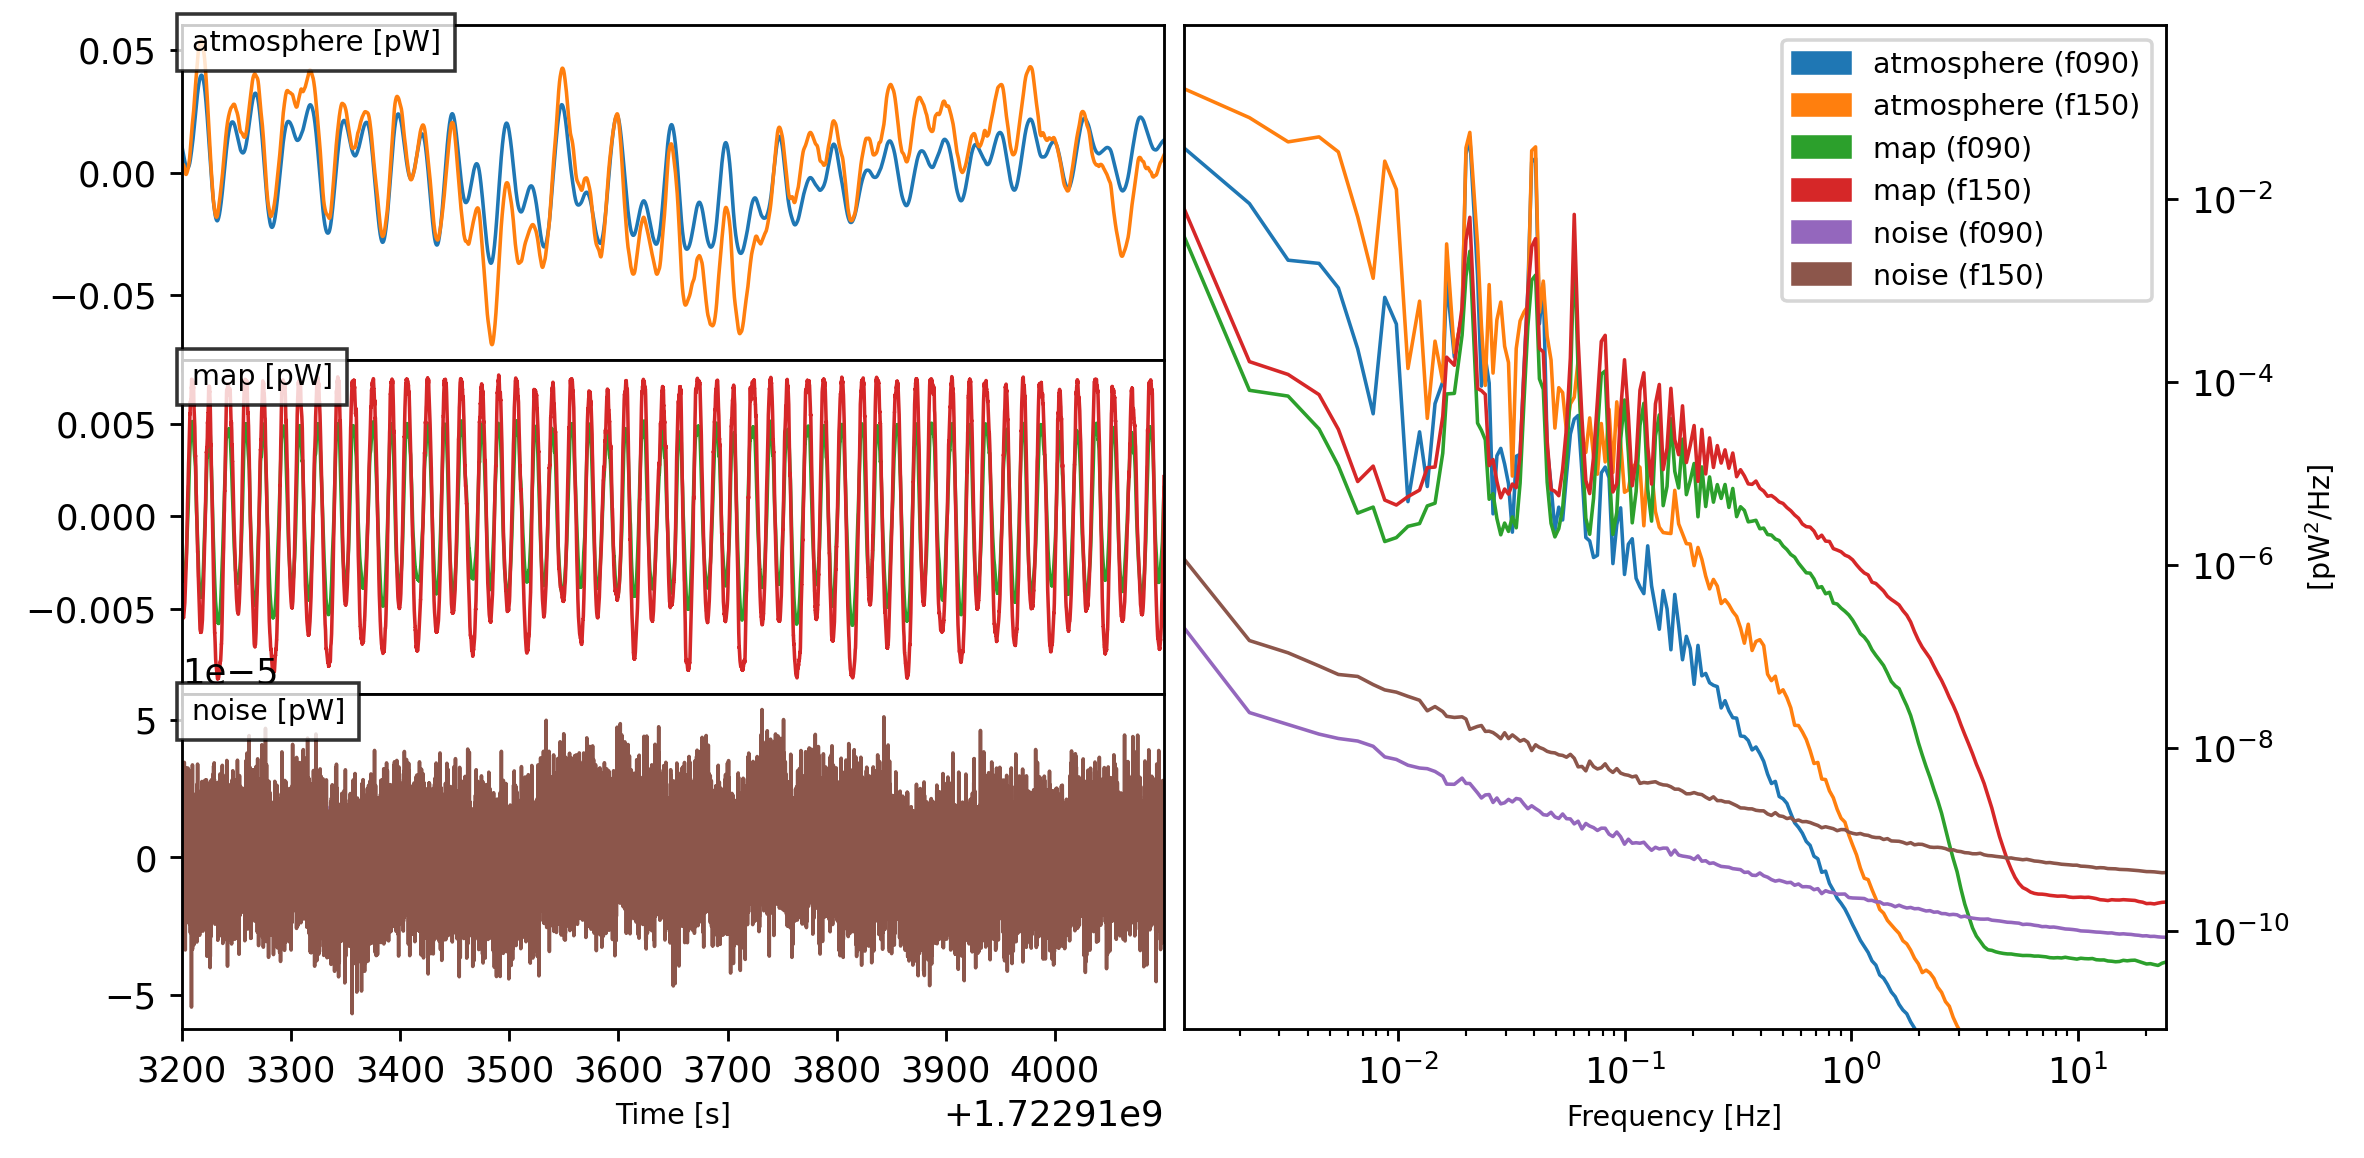 atmosphere [pW]
0.05
0.00
−0.05
map [pW]
0.005
0.000
−0.005
1e−5
noise [pW]
5
0
−5
3200 3300 3400 3500 3600 3700 3800 3900 4000
Time [s]
+1.72291e9
atmosphere (f090)
atmosphere (f150)
map (f090)
map (f150)
noise (f090)
noise (f150)
10⁻²
10⁻⁴
10⁻⁶
10⁻⁸
10⁻¹⁰
[pW²/Hz]
10⁻² 10⁻¹ 10⁰ 10¹
Frequency [Hz]